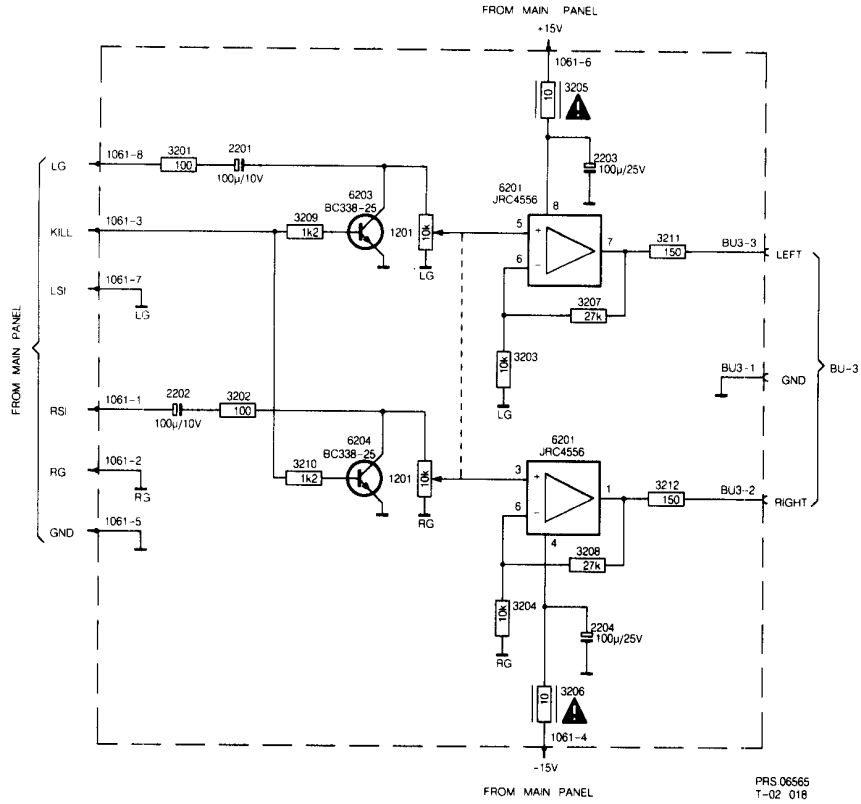 FROM MAIN PANEL
+15V
1061-6
10
3205
1061-8
3201
100
2201
100µ/10V
LG
2203
100µ/25V
6203
BC338-25
6201
JRC4556
8
1061-3
KILL
3209
1k2
1201
10k
5
+
7
3211
150
BU3-3
LEFT
6
−
1061-7
LSI
LG
LG
3207
27k
3203
10k
LG
FROM MAIN PANEL
BU3-1
GND
BU-3
1061-1
RSI
2202
100µ/10V
3202
100
6204
BC338-25
6201
JRC4556
1061-2
RG
RG
3210
1k2
1201
10k
RG
3
+
1
3212
150
BU3-2
RIGHT
6
−
4
1061-5
GND
3208
27k
3204
10k
RG
2204
100µ/25V
10
3206
1061-4
-15V
FROM MAIN PANEL
PRS.06565
T-02 018